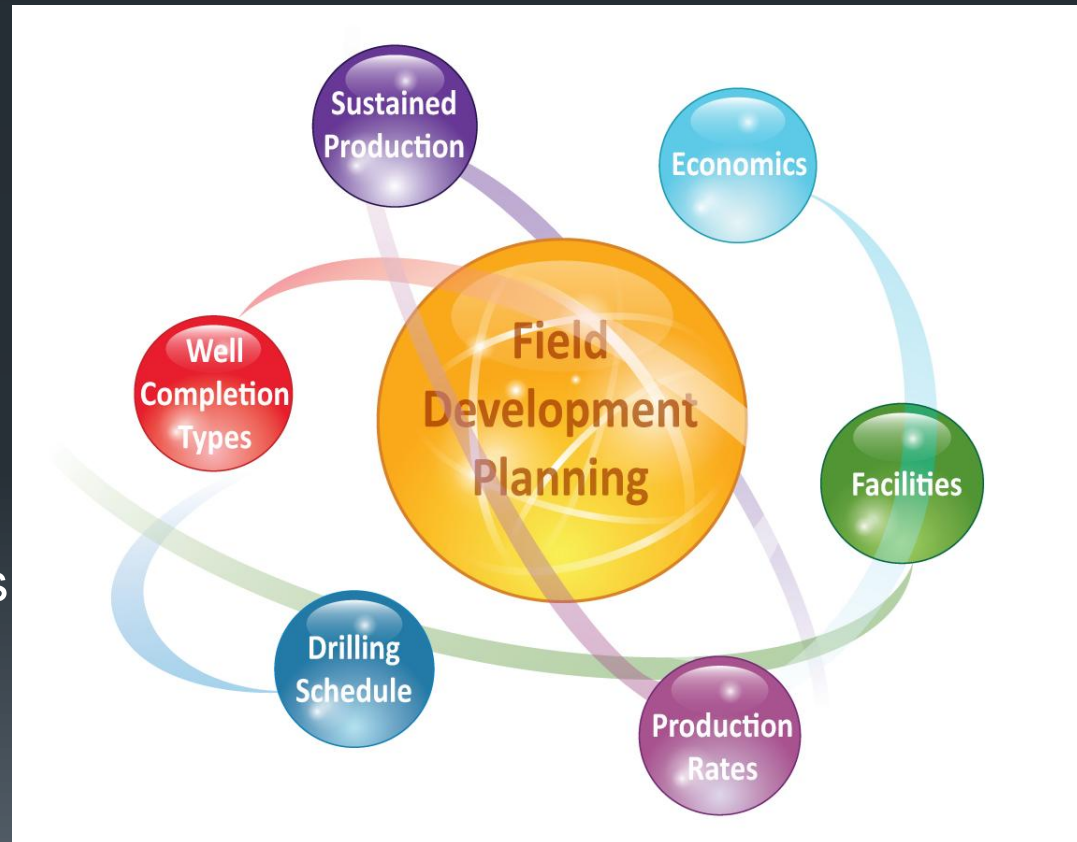 Sustained
Production
Economics
Field
Development
Planning
Well
Completion
Types
Facilities
s
Drilling
Schedule
Production
Rates